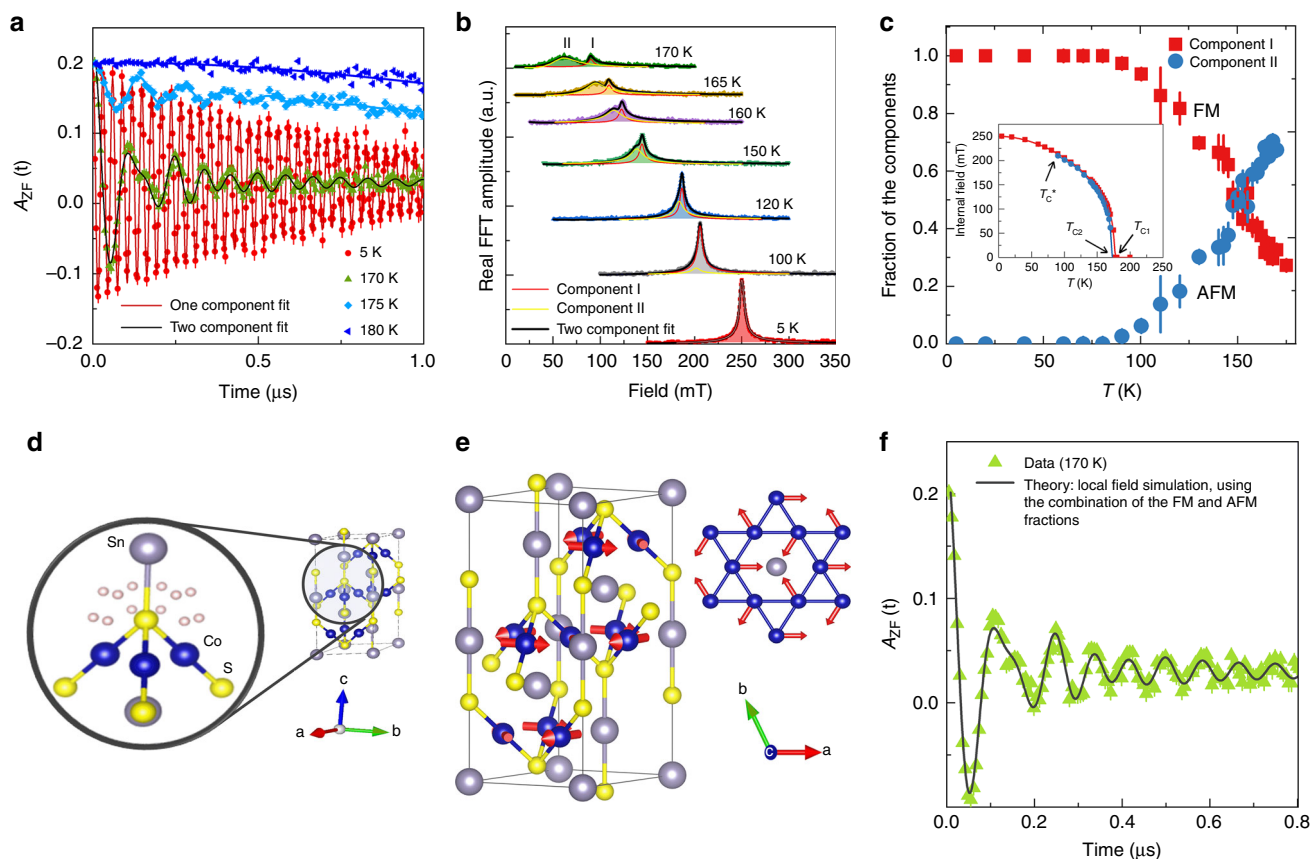 a
0.2
0.1
0.0
−0.1
−0.2
A_ZF (t)
One component fit
Two component fit
5 K
170 K
175 K
180 K
0.0
0.5
1.0
Time (μs)
b
II
I
170 K
165 K
160 K
150 K
120 K
100 K
5 K
Real FFT amplitude (a.u.)
Component I
Component II
Two component fit
0
50
100
150
200
250
300
350
Field (mT)
c
1.0
0.8
0.6
0.4
0.2
0.0
Fraction of the components
Component I
Component II
FM
AFM
250
200
150
100
50
0
Internal field (mT)
T_C*
T_C2
T_C1
0
50
100
150
200
250
T (K)
0
50
100
150
T (K)
d
Sn
Co
S
c
a
b
e
b
c
a
f
0.2
0.1
0.0
A_ZF (t)
Data (170 K)
Theory: local field simulation, using
the combination of the FM and AFM
fractions
0.0
0.2
0.4
0.6
0.8
Time (μs)